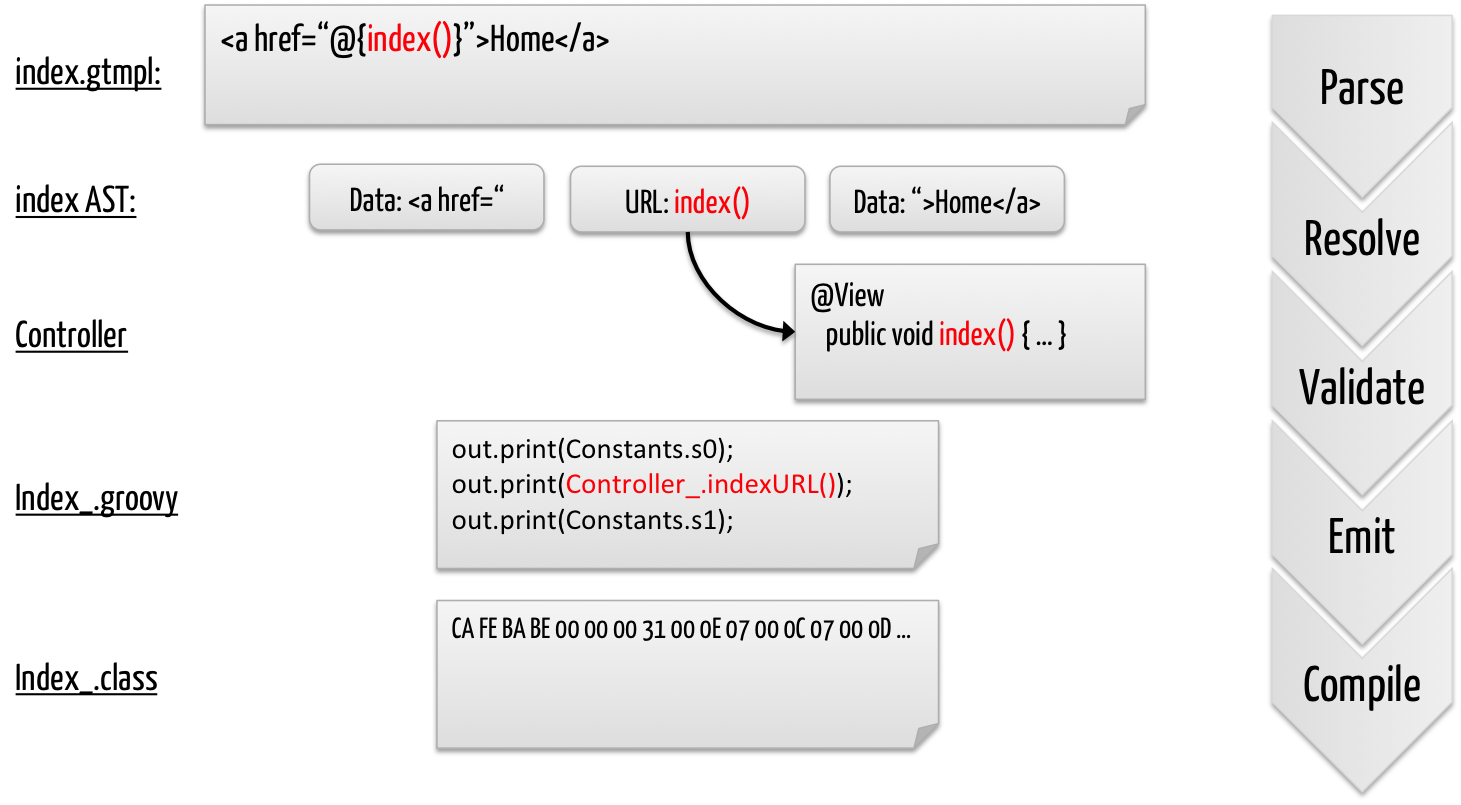 index.gtmpl:
<a href=“@{index()}”>Home</a>
index AST:
Data: <a href=“
URL: index()
Data: “>Home</a>
Controller
@View
public void index() { ... }
Index_.groovy
out.print(Constants.s0);
out.print(Controller_.indexURL());
out.print(Constants.s1);
Index_.class
CA FE BA BE 00 00 00 31 00 0E 07 00 0C 07 00 0D ...
Parse
Resolve
Validate
Emit
Compile